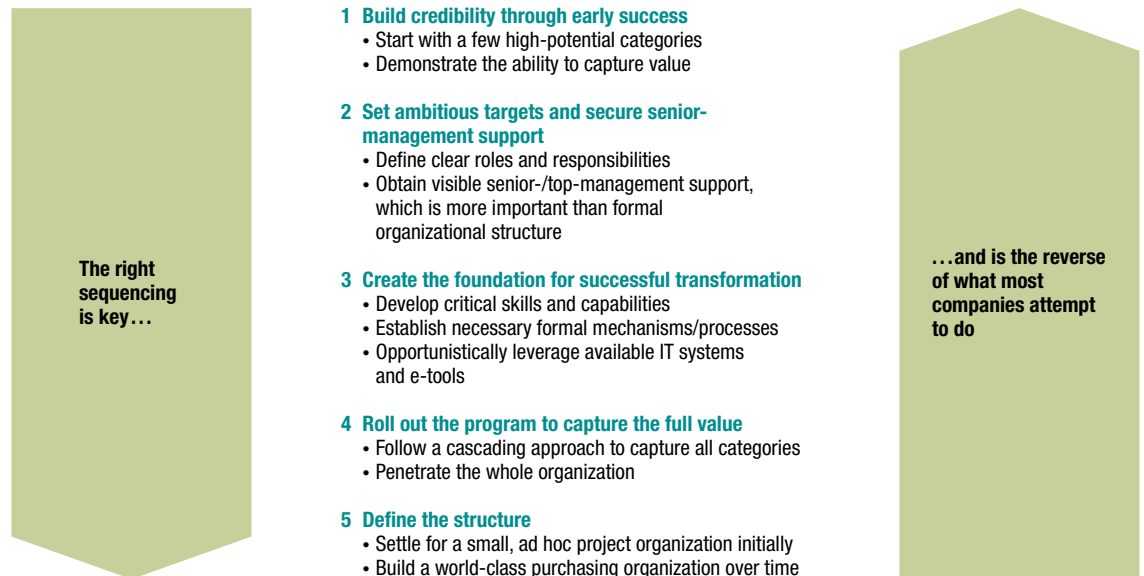 The right
sequencing
is key...
1 Build credibility through early success
• Start with a few high-potential categories
• Demonstrate the ability to capture value
2 Set ambitious targets and secure senior-
management support
• Define clear roles and responsibilities
• Obtain visible senior-/top-management support,
which is more important than formal
organizational structure
3 Create the foundation for successful transformation
• Develop critical skills and capabilities
• Establish necessary formal mechanisms/processes
• Opportunistically leverage available IT systems
and e-tools
4 Roll out the program to capture the full value
• Follow a cascading approach to capture all categories
• Penetrate the whole organization
5 Define the structure
• Settle for a small, ad hoc project organization initially
• Build a world-class purchasing organization over time
...and is the reverse
of what most
companies attempt
to do